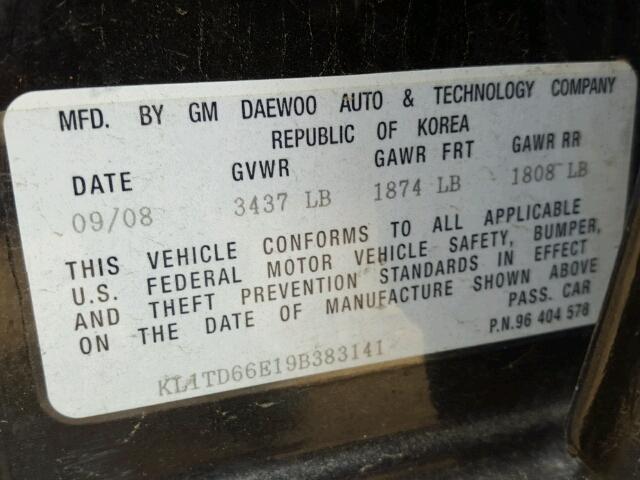 MFD. BY GM DAEWOO AUTO & TECHNOLOGY COMPANY
REPUBLIC OF KOREA
DATE GVWR GAWR FRT GAWR RR
09/08 3437 LB 1874 LB 1808 LB
THIS VEHICLE CONFORMS TO ALL APPLICABLE
U.S. FEDERAL MOTOR VEHICLE SAFETY, BUMPER,
AND THEFT PREVENTION STANDARDS IN EFFECT
ON THE DATE OF MANUFACTURE SHOWN ABOVE
PASS. CAR
KL1TD66E19B383141 P.N.96 404 578